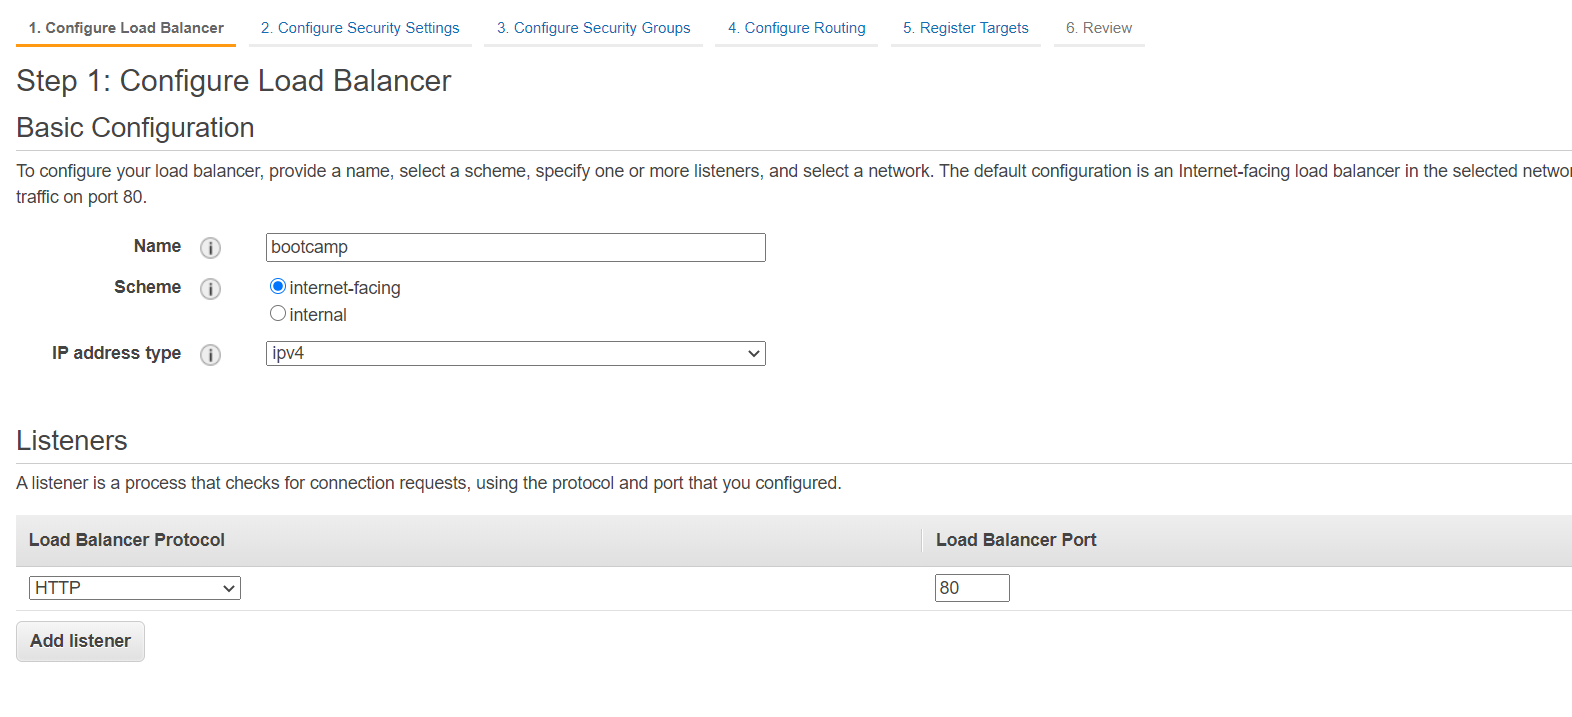 1. Configure Load Balancer 2. Configure Security Settings 3. Configure Security Groups 4. Configure Routing 5. Register Targets 6. Review
Step 1: Configure Load Balancer
Basic Configuration
To configure your load balancer, provide a name, select a scheme, specify one or more listeners, and select a network. The default configuration is an Internet-facing load balancer in the selected
traffic on port 80.
Name i bootcamp
Scheme i internet-facing
internal
IP address type i ipv4
Listeners
A listener is a process that checks for connection requests, using the protocol and port that you configured.
Load Balancer Protocol Load Balancer Port
HTTP 80
Add listener